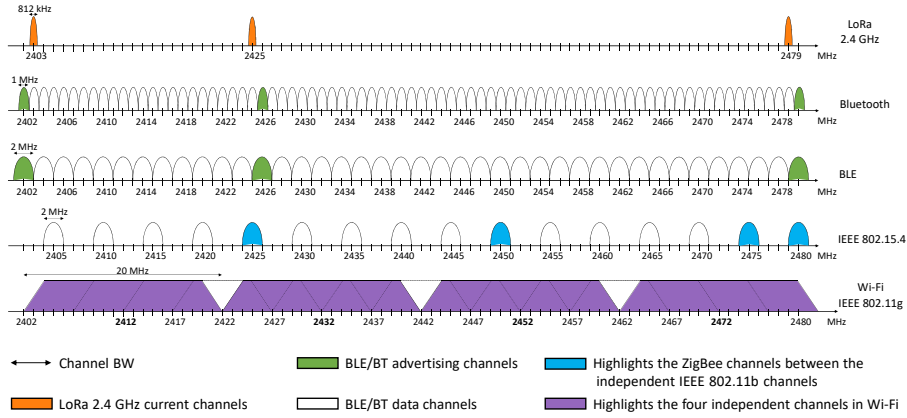 812 kHz
LoRa
2.4 GHz
2403 2425 2479 MHz
1 MHz
Bluetooth
2402 2406 2410 2414 2418 2422 2426 2430 2434 2438 2442 2446 2450 2454 2458 2462 2466 2470 2474 2478 MHz
2 MHz
BLE
2402 2406 2410 2414 2418 2422 2426 2430 2434 2438 2442 2446 2450 2454 2458 2462 2466 2470 2474 2478 MHz
2 MHz
IEEE 802.15.4
2405 2410 2415 2420 2425 2430 2435 2440 2445 2450 2455 2460 2465 2470 2475 2480 MHz
20 MHz
Wi-Fi
IEEE 802.11g
2402 2412 2417 2422 2427 2432 2437 2442 2447 2452 2457 2462 2467 2472 2480 MHz
Channel BW
BLE/BT advertising channels
Highlights the ZigBee channels between the
independent IEEE 802.11b channels
LoRa 2.4 GHz current channels
BLE/BT data channels
Highlights the four independent channels in Wi-Fi